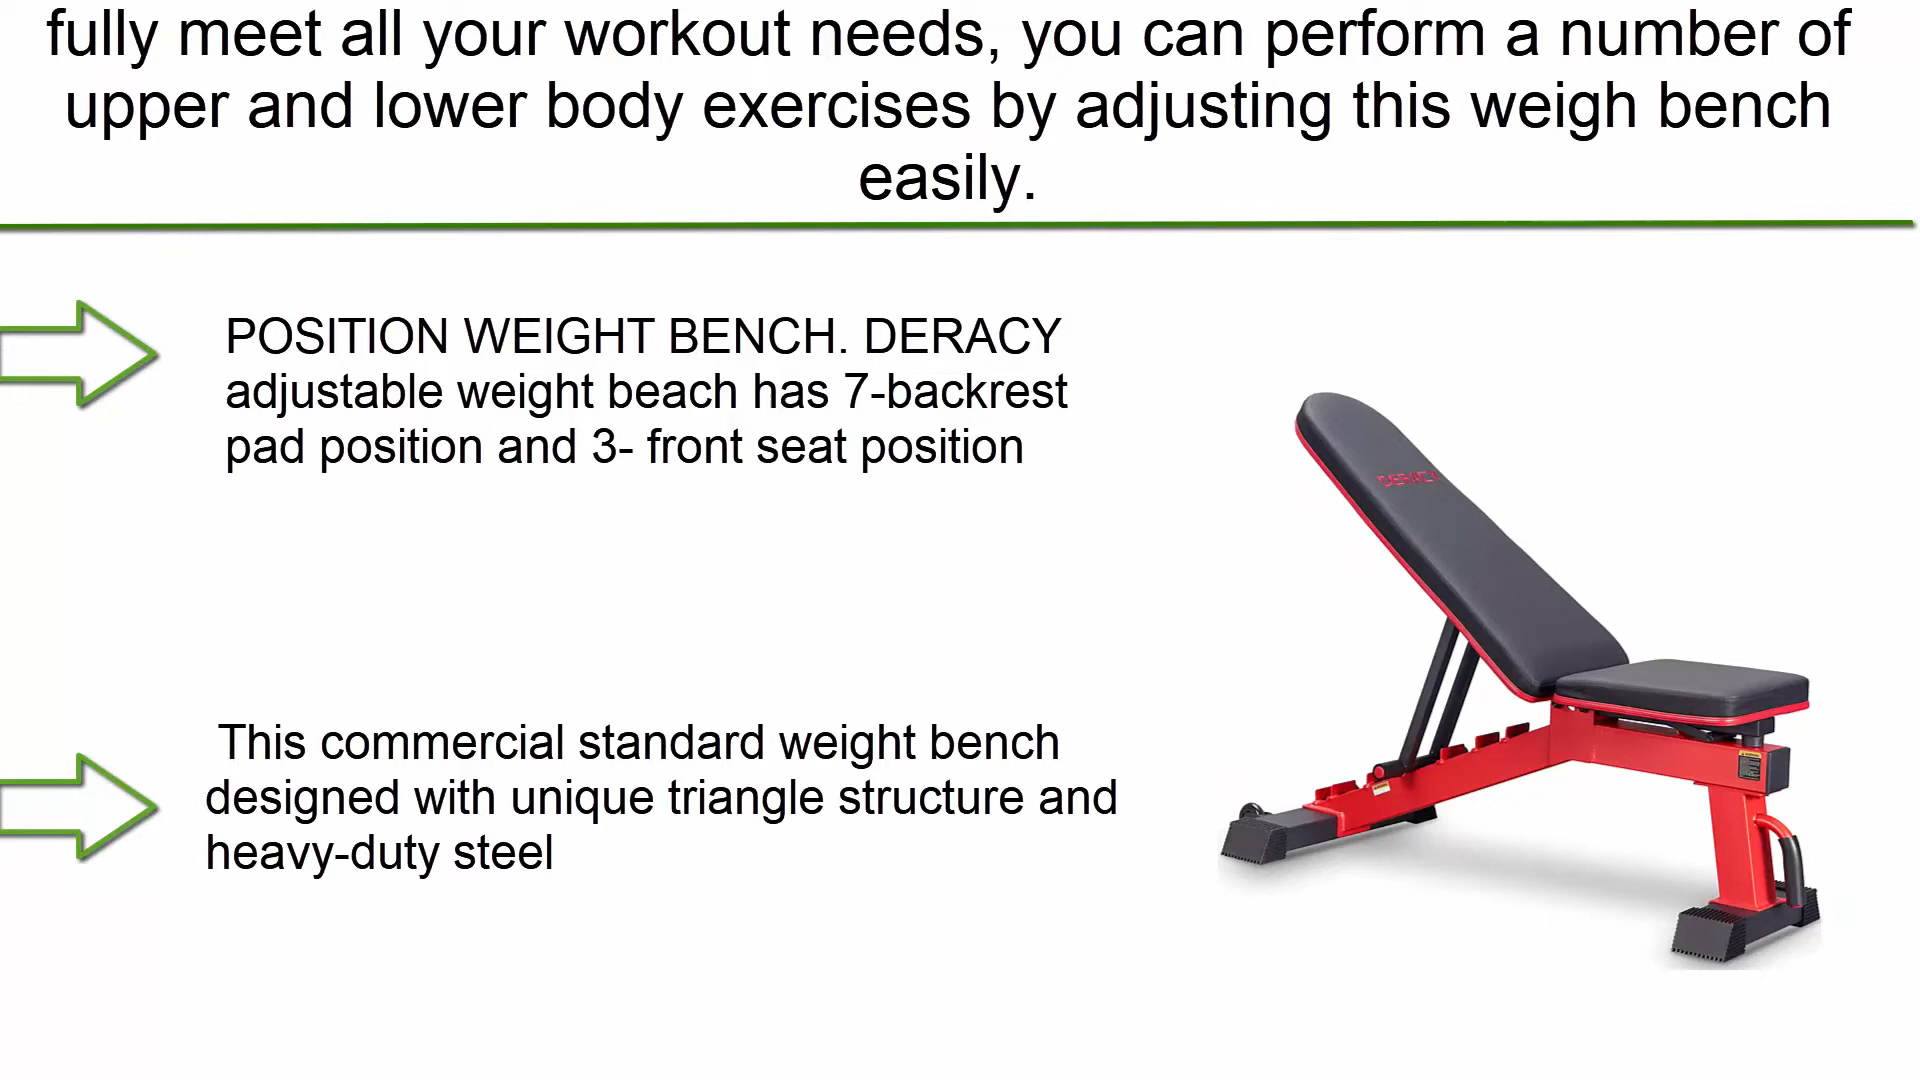 fully meet all your workout needs, you can perform a number of
upper and lower body exercises by adjusting this weigh bench
easily.
POSITION WEIGHT BENCH. DERACY
adjustable weight beach has 7-backrest
pad position and 3- front seat position
DERACY
This commercial standard weight bench
designed with unique triangle structure and
heavy-duty steel